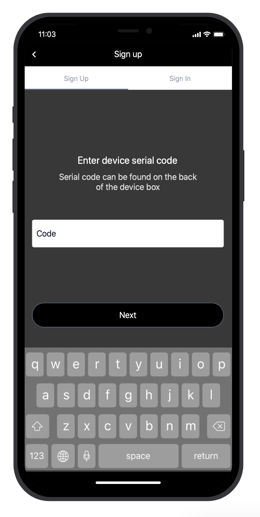 11:03
Sign up
Sign Up
Sign In
Enter device serial code
Serial code can be found on the back
of the device box
Code
Next
q w e r t y u i o p
a s d f g h j k l
z x c v b n m
123
space
return